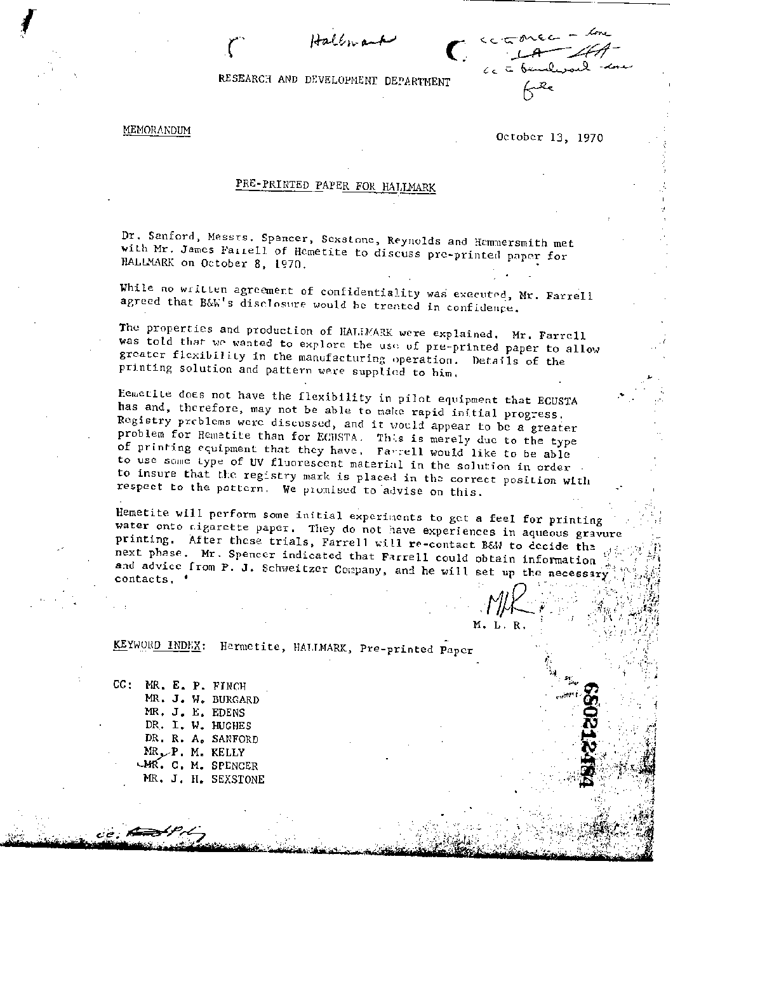 Hallmark
cc
file
RESEARCH AND DEVELOPMENT DEPARTMENT
MEMORANDUM
October 13, 1970
PRE-PRINTED PAPER FOR HALLMARK
Dr. Sanford, Messrs. Spencer, Sexstone, Reynolds and Hemmersmith met
with Mr. James Farrell of Hemetite to discuss pre-printed paper for
HALLMARK on October 8, 1970.
While no written agreement of confidentiality was executed, Mr. Farrell
agreed that B&W's disclosure would be treated in confidence.
The properties and production of HALLMARK were explained. Mr. Farrell
was told that we wanted to explore the use of pre-printed paper to allow
greater flexibility in the manufacturing operation. Details of the
printing solution and pattern were supplied to him.
Hemetite does not have the flexibility in pilot equipment that ECUSTA
has and, therefore, may not be able to make rapid initial progress.
Registry problems were discussed, and it would appear to be a greater
problem for Hematite than for ECUSTA. This is merely due to the type
of printing equipment that they have. Farrell would like to be able
to use some type of UV fluorescent material in the solution in order
to insure that the registry mark is placed in the correct position with
respect to the pattern. We promised to advise on this.
Hemetite will perform some initial experiments to get a feel for printing
water onto cigarette paper. They do not have experiences in aqueous gravure
printing. After these trials, Farrell will re-contact B&W to decide the
next phase. Mr. Spencer indicated that Farrell could obtain information
and advice from P. J. Schweitzer Company, and he will set up the necessary
contacts.
MLR
M. L. R.
KEYWORD INDEX: Hermetite, HALLMARK, Pre-printed Paper
CC: MR. E. P. FINCH
MR. J. W. BURGARD
MR. J. E. EDENS
DR. I. W. HUGHES
DR. R. A. SANFORD
MR. P. M. KELLY
MR. C. M. SPENCER
MR. J. H. SEXSTONE
680212484
cc: